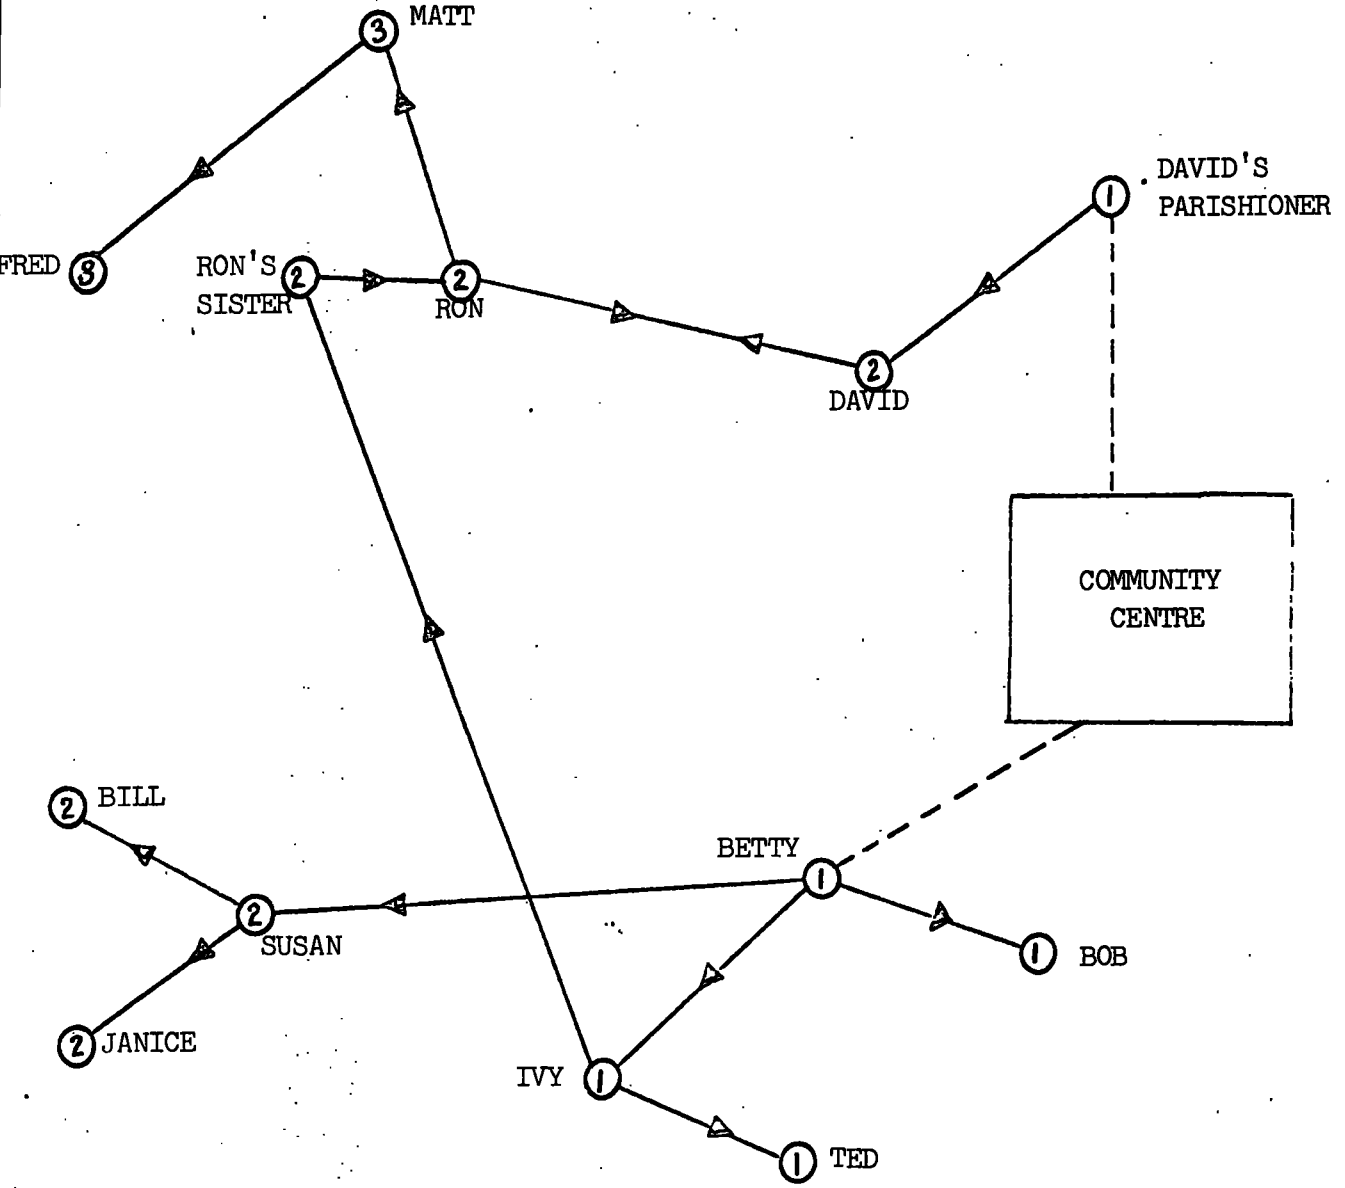 3 MATT
1 DAVID'S
PARISHIONER
FRED 3
RON'S 2
SISTER
2
RON
2
DAVID
COMMUNITY
CENTRE
2 BILL
BETTY
1
2
SUSAN
1 BOB
2 JANICE
IVY 1
1 TED